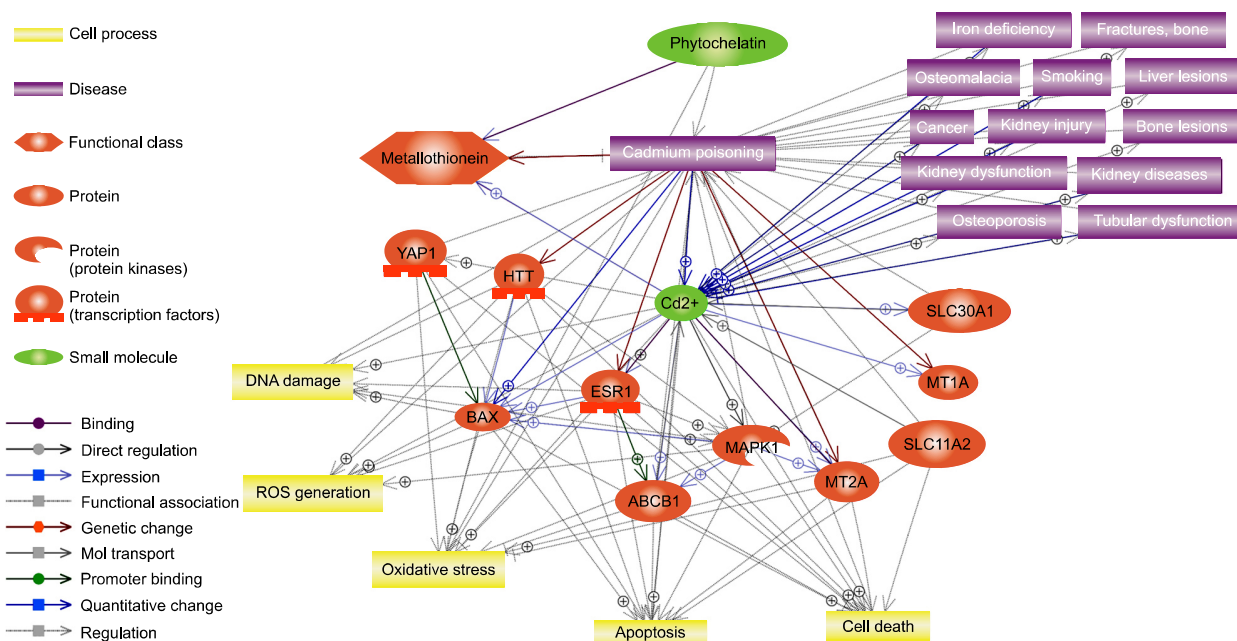 Cell process
Disease
Functional class
Protein
Protein
(protein kinases)
Protein
(transcription factors)
Small molecule
Binding
Direct regulation
Expression
Functional association
Genetic change
Mol transport
Promoter binding
Quantitative change
Regulation
Phytochelatin
Metallothionein
Cadmium poisoning
Iron deficiency
Fractures, bone
Osteomalacia
Smoking
Liver lesions
Cancer
Kidney injury
Bone lesions
Kidney dysfunction
Kidney diseases
Osteoporosis
Tubular dysfunction
YAP1
HTT
Cd2+
SLC30A1
DNA damage
ESR1
MT1A
BAX
MAPK1
SLC11A2
ROS generation
ABCB1
MT2A
Oxidative stress
Apoptosis
Cell death